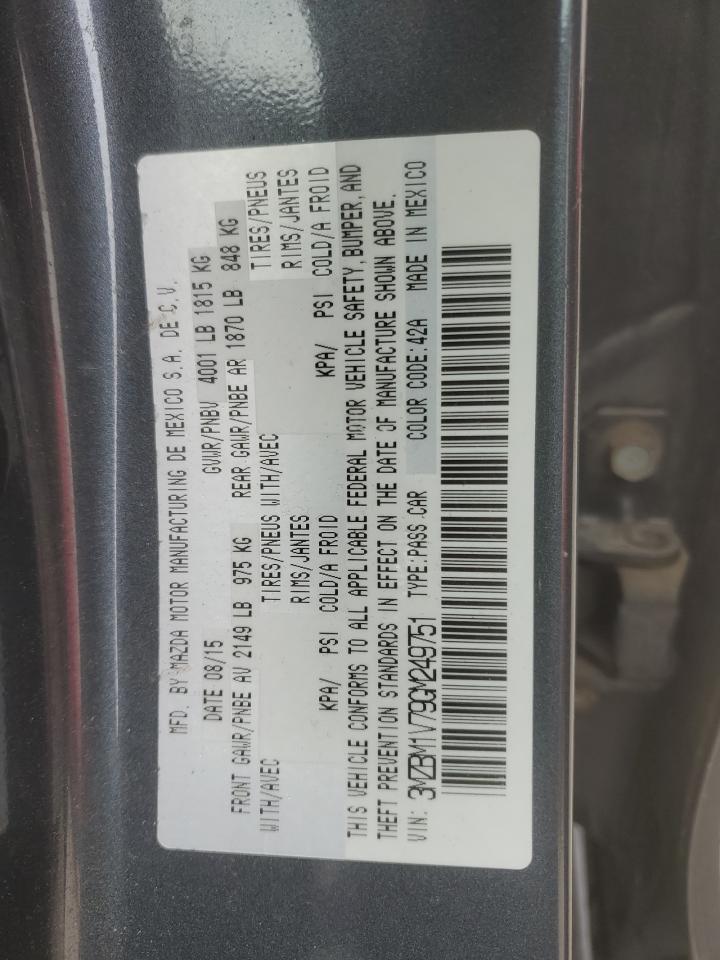 MFD. BY MAZDA MOTOR MANUFACTURING DE MEXICO S.A. DE C.V.
DATE 08/15 GVWR/PNBV 4001 LB 1815 KG
FRONT GAWR/PNBE AV 2149 LB 975 KG REAR GAWR/PNBE AR 1870 LB 848 KG
WITH/AVEC TIRES/PNEUS WITH/AVEC TIRES/PNEUS
RIMS/JANTES RIMS/JANTES
KPA/ PSI COLD/A FROID KPA/ PSI COLD/A FROID
THIS VEHICLE CONFORMS TO ALL APPLICABLE FEDERAL MOTOR VEHICLE SAFETY, BUMPER, AND
THEFT PREVENTION STANDARDS IN EFFECT ON THE DATE OF MANUFACTURE SHOWN ABOVE.
VIN: 3MZBM1V79GM249751 TYPE:PASS.CAR COLOR CODE:42A MADE IN MEXICO